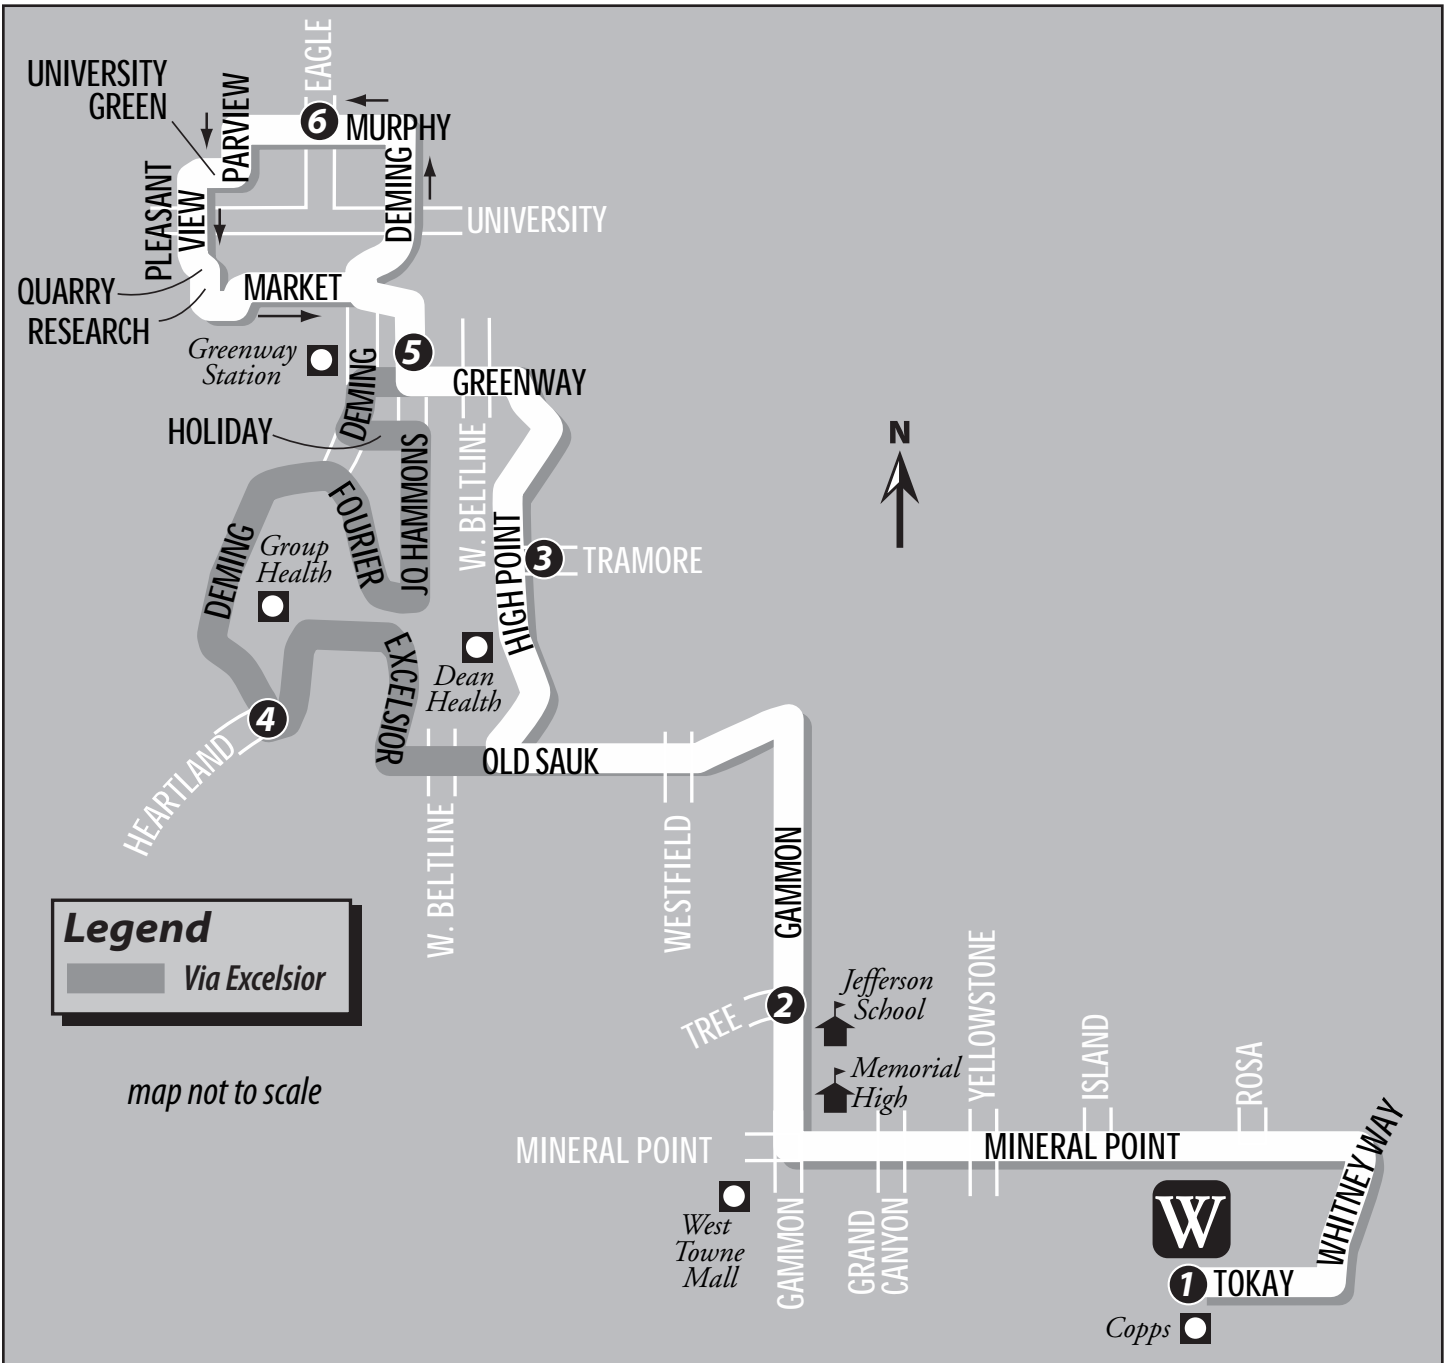 EAGLE
UNIVERSITY
GREEN
PARVIEW
6
MURPHY
DEMING
PLEASANT
VIEW
UNIVERSITY
QUARRY
RESEARCH
MARKET
Greenway
Station
5
DEMING
GREENWAY
HOLIDAY
JQ HAMMONS
W. BELTLINE
N
FOURIER
HIGH POINT
3
TRAMORE
DEMING
Group
Health
EXCELSIOR
Dean
Health
4
HEARTLAND
OLD SAUK
W. BELTLINE
WESTFIELD
GAMMON
Legend
Via Excelsior
map not to scale
TREE
2
Jefferson
School
Memorial
High
YELLOWSTONE
ISLAND
ROSA
MINERAL POINT
MINERAL POINT
WHITNEY WAY
West
Towne
Mall
GAMMON
GRAND
CANYON
W
1
TOKAY
Copps